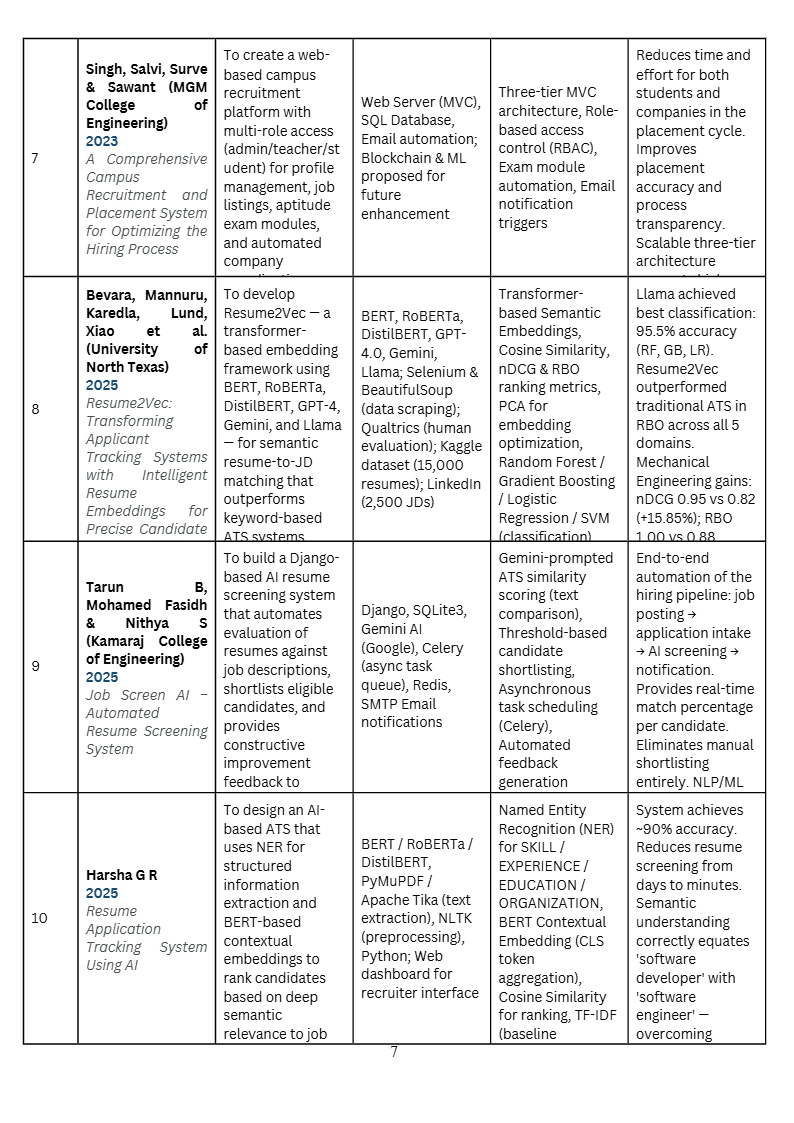 7
Singh, Salvi, Surve
& Sawant (MGM
College of
Engineering)
2023
A Comprehensive
Campus
Recruitment and
Placement System
for Optimizing the
Hiring Process
To create a web-
based campus
recruitment
platform with
multi-role access
(admin/teacher/st
udent) for profile
management, job
listings, aptitude
exam modules,
and automated
company
Web Server (MVC),
SQL Database,
Email automation;
Blockchain & ML
proposed for
future
enhancement
Three-tier MVC
architecture, Role-
based access
control (RBAC),
Exam module
automation, Email
notification
triggers
Reduces time and
effort for both
students and
companies in the
placement cycle.
Improves
placement
accuracy and
process
transparency.
Scalable three-tier
architecture
8
Bevara, Mannuru,
Karedla, Lund,
Xiao et al.
(University of
North Texas)
2025
Resume2Vec:
Transforming
Applicant
Tracking Systems
with Intelligent
Resume
Embeddings for
Precise Candidate
To develop
Resume2Vec — a
transformer-
based embedding
framework using
BERT, RoBERTa,
DistilBERT, GPT-4,
Gemini, and Llama
— for semantic
resume-to-JD
matching that
outperforms
keyword-based
ATS systems
BERT, RoBERTa,
DistilBERT, GPT-
4.0, Gemini,
Llama; Selenium &
BeautifulSoup
(data scraping);
Qualtrics (human
evaluation); Kaggle
dataset (15,000
resumes); LinkedIn
(2,500 JDs)
Transformer-
based Semantic
Embeddings,
Cosine Similarity,
nDCG & RBO
ranking metrics,
PCA for
embedding
optimization,
Random Forest /
Gradient Boosting
/ Logistic
Regression / SVM
(classification)
Llama achieved
best classification:
95.5% accuracy
(RF, GB, LR).
Resume2Vec
outperformed
traditional ATS in
RBO across all 5
domains.
Mechanical
Engineering gains:
nDCG 0.95 vs 0.82
(+15.85%); RBO
1.00 vs 0.88
9
Tarun B,
Mohamed Fasidh
& Nithya S
(Kamaraj College
of Engineering)
2025
Job Screen AI –
Automated
Resume Screening
System
To build a Django-
based AI resume
screening system
that automates
evaluation of
resumes against
job descriptions,
shortlists eligible
candidates, and
provides
constructive
improvement
feedback to
Django, SQLite3,
Gemini AI
(Google), Celery
(async task
queue), Redis,
SMTP Email
notifications
Gemini-prompted
ATS similarity
scoring (text
comparison),
Threshold-based
candidate
shortlisting,
Asynchronous
task scheduling
(Celery),
Automated
feedback
generation
End-to-end
automation of the
hiring pipeline: job
posting →
application intake
→ AI screening →
notification.
Provides real-time
match percentage
per candidate.
Eliminates manual
shortlisting
entirely. NLP/ML
10
Harsha G R
2025
Resume
Application
Tracking System
Using AI
To design an AI-
based ATS that
uses NER for
structured
information
extraction and
BERT-based
contextual
embeddings to
rank candidates
based on deep
semantic
relevance to job
BERT / RoBERTa /
DistilBERT,
PyMuPDF /
Apache Tika (text
extraction), NLTK
(preprocessing),
Python; Web
dashboard for
recruiter interface
Named Entity
Recognition (NER)
for SKILL /
EXPERIENCE /
EDUCATION /
ORGANIZATION,
BERT Contextual
Embedding (CLS
token
aggregation),
Cosine Similarity
for ranking, TF-IDF
(baseline
System achieves
~90% accuracy.
Reduces resume
screening from
days to minutes.
Semantic
understanding
correctly equates
'software
developer' with
'software
engineer' —
overcoming
7